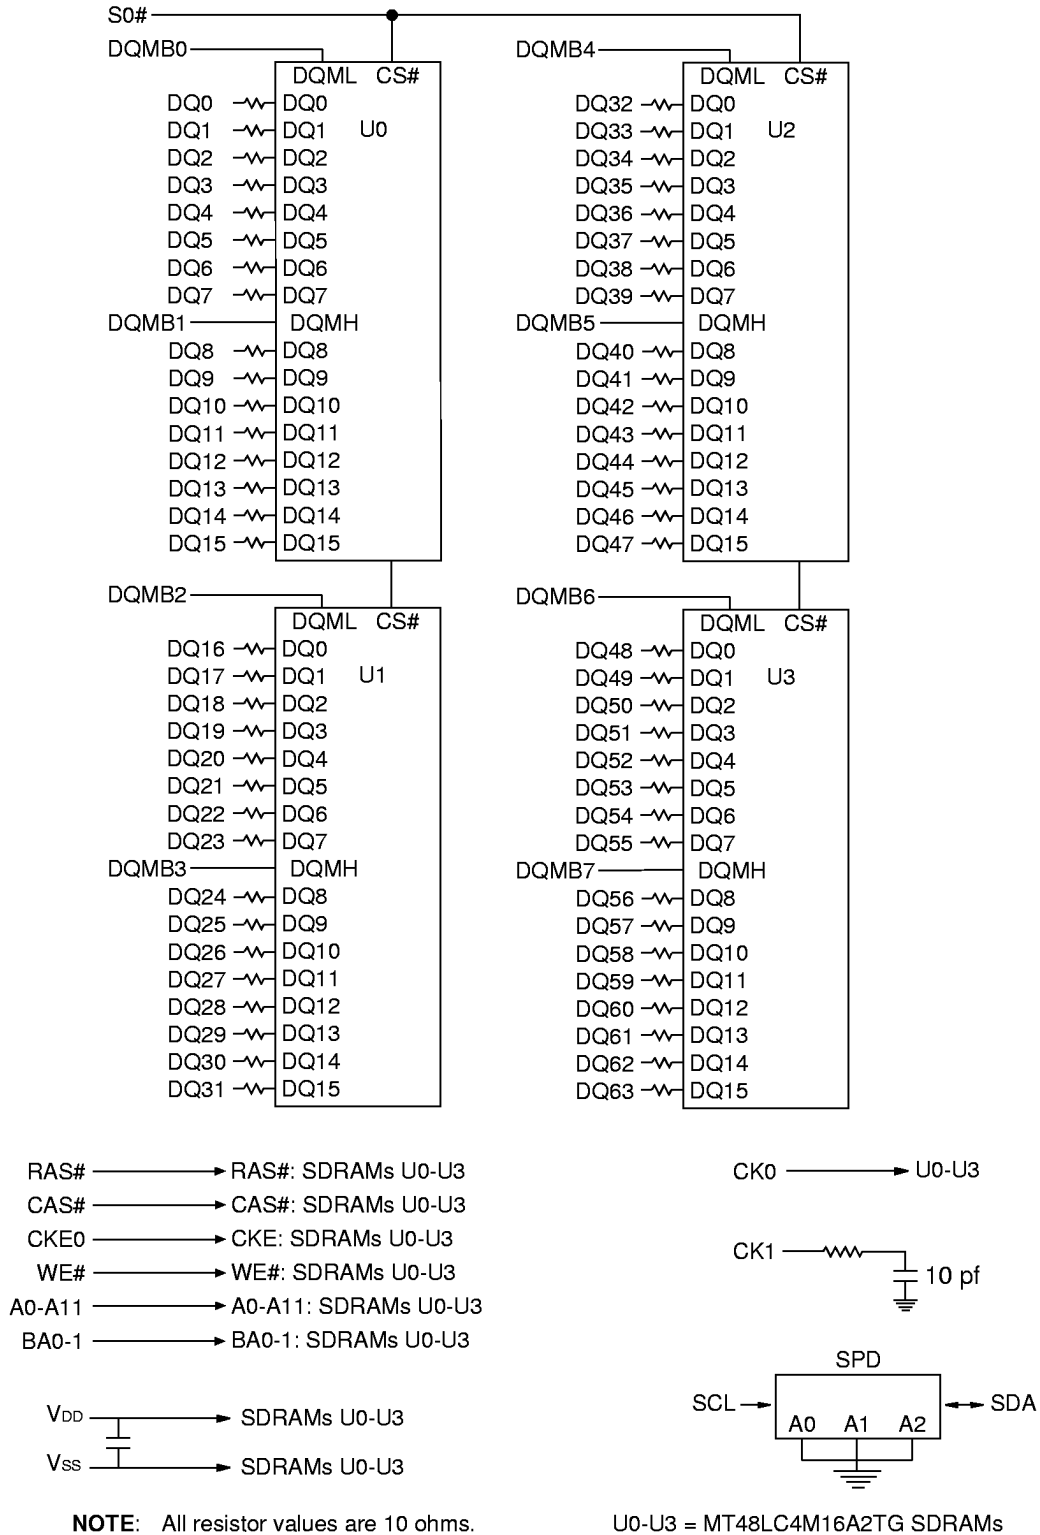 S0#
DQMB0
DQML CS#
DQ0 DQ0
DQ1 DQ1 U0
DQ2 DQ2
DQ3 DQ3
DQ4 DQ4
DQ5 DQ5
DQ6 DQ6
DQ7 DQ7
DQMB1 DQMH
DQ8 DQ8
DQ9 DQ9
DQ10 DQ10
DQ11 DQ11
DQ12 DQ12
DQ13 DQ13
DQ14 DQ14
DQ15 DQ15
DQMB2
DQML CS#
DQ16 DQ0
DQ17 DQ1 U1
DQ18 DQ2
DQ19 DQ3
DQ20 DQ4
DQ21 DQ5
DQ22 DQ6
DQ23 DQ7
DQMB3 DQMH
DQ24 DQ8
DQ25 DQ9
DQ26 DQ10
DQ27 DQ11
DQ28 DQ12
DQ29 DQ13
DQ30 DQ14
DQ31 DQ15
DQMB4
DQML CS#
DQ32 DQ0
DQ33 DQ1 U2
DQ34 DQ2
DQ35 DQ3
DQ36 DQ4
DQ37 DQ5
DQ38 DQ6
DQ39 DQ7
DQMB5 DQMH
DQ40 DQ8
DQ41 DQ9
DQ42 DQ10
DQ43 DQ11
DQ44 DQ12
DQ45 DQ13
DQ46 DQ14
DQ47 DQ15
DQMB6
DQML CS#
DQ48 DQ0
DQ49 DQ1 U3
DQ50 DQ2
DQ51 DQ3
DQ52 DQ4
DQ53 DQ5
DQ54 DQ6
DQ55 DQ7
DQMB7 DQMH
DQ56 DQ8
DQ57 DQ9
DQ58 DQ10
DQ59 DQ11
DQ60 DQ12
DQ61 DQ13
DQ62 DQ14
DQ63 DQ15
RAS# RAS#: SDRAMs U0-U3
CAS# CAS#: SDRAMs U0-U3
CKE0 CKE: SDRAMs U0-U3
WE# WE#: SDRAMs U0-U3
A0-A11 A0-A11: SDRAMs U0-U3
BA0-1 BA0-1: SDRAMs U0-U3
VDD SDRAMs U0-U3
VSS SDRAMs U0-U3
CK0 U0-U3
CK1
10 pf
SPD
SCL SDA
A0 A1 A2
NOTE: All resistor values are 10 ohms.
U0-U3 = MT48LC4M16A2TG SDRAMs